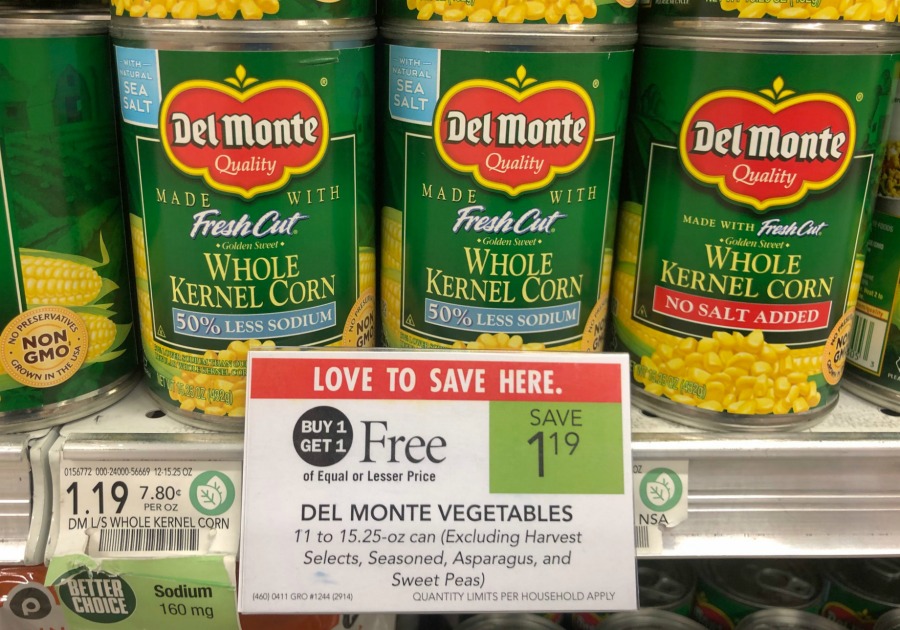 NO PRESERVATIVES
NON
GMO
GROWN IN THE USA
WITH
NATURAL
SEA
SALT
Del Monte
®
Quality
MADE WITH
Fresh Cut
Golden Sweet
WHOLE
KERNEL CORN
50% LESS SODIUM
WITH
NATURAL
SEA
SALT
Del Monte
®
Quality
MADE WITH
Fresh Cut
Golden Sweet
WHOLE
KERNEL CORN
50% LESS SODIUM
Del Monte
®
Quality
MADE WITH Fresh Cut
Golden Sweet
WHOLE
KERNEL CORN
NO SALT ADDED
LOVE TO SAVE HERE.
BUY 1
GET 1
Free
of Equal or Lesser Price
SAVE
1 19
DEL MONTE VEGETABLES
11 to 15.25-oz can (Excluding Harvest
Selects, Seasoned, Asparagus, and
Sweet Peas)
(460) 0411 GRO #1244 (2914)
QUANTITY LIMITS PER HOUSEHOLD APPLY
0156772 000-24000-56669 12-15.25 OZ
1.19
7.80¢
PER OZ
DM L/S WHOLE KERNEL CORN
OZ
NSA
BETTER
CHOICE
Sodium
160 mg